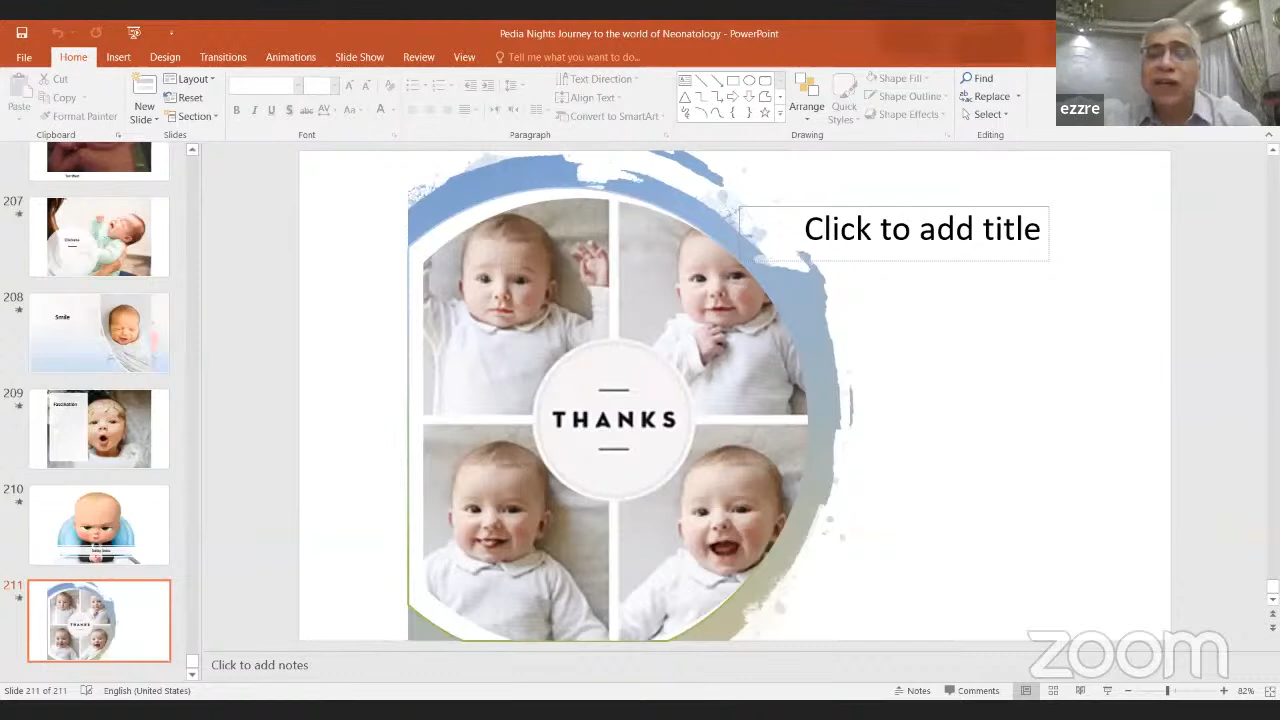 Pedia Nights Journey to the world of Neonatology - PowerPoint
File Home Insert Design Transitions Animations Slide Show Review View Tell me what you want to do...
Paste
Cut
Copy
Format Painter
Clipboard
New
Slide
Layout
Reset
Section
Slides
B I U S abc AV Aa A
Font
Text Direction
Align Text
Convert to SmartArt
Paragraph
Arrange
Quick
Styles
Shape Fill
Shape Outline
Shape Effects
Drawing
Find
Replace
Select
Editing
ezzre
207
208
Smile
209
Fascination
210
211
THANKS
Click to add title
THANKS
zoom
Click to add notes
Slide 211 of 211 English (United States) Notes Comments 82%